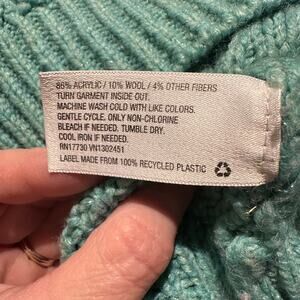 86% ACRYLIC / 10% WOOL / 4% OTHER FIBERS
TURN GARMENT INSIDE OUT.
MACHINE WASH COLD WITH LIKE COLORS.
GENTLE CYCLE. ONLY NON-CHLORINE
BLEACH IF NEEDED. TUMBLE DRY.
COOL IRON IF NEEDED.
RN17730 VN1302451
LABEL MADE FROM 100% RECYCLED PLASTIC